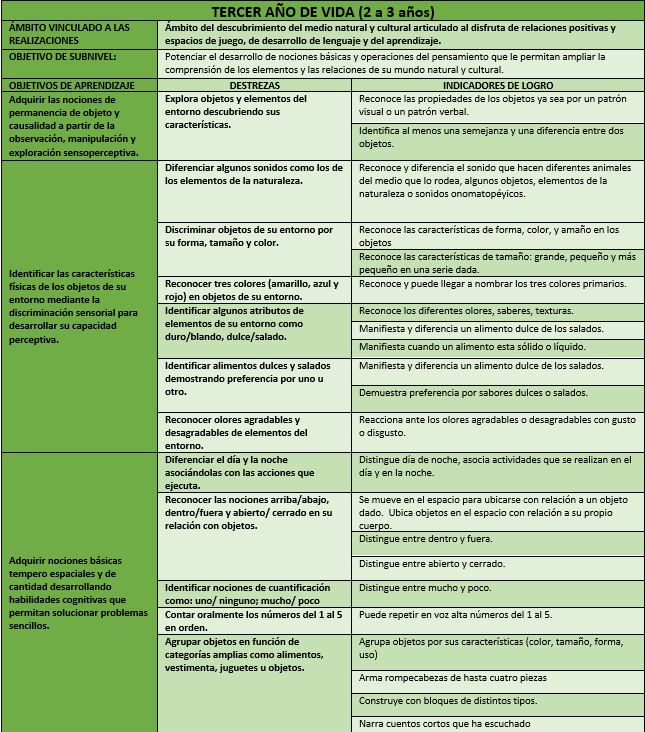 TERCER AÑO DE VIDA (2 a 3 años)
ÁMBITO VINCULADO A LAS
REALIZACIONES
Ámbito del descubrimiento del medio natural y cultural articulado al disfruta de relaciones positivas y
espacios de juego, de desarrollo de lenguaje y del aprendizaje.
OBJETIVO DE SUBNIVEL:
Potenciar el desarrollo de nociones básicas y operaciones del pensamiento que le permitan ampliar la
comprensión de los elementos y las relaciones de su mundo natural y cultural.
OBJETIVOS DE APRENDIZAJE
DESTREZAS
INDICADORES DE LOGRO
Adquirir las nociones de
permanencia de objeto y
causalidad a partir de la
observación, manipulación y
exploración sensoperceptiva.
Explora objetos y elementos del
entorno descubriendo sus
características.
Reconoce las propiedades de los objetos ya sea por un patrón
visual o un patrón verbal.
Identifica al menos una semejanza y una diferencia entre dos
objetos.
Identificar las características
físicas de los objetos de su
entorno mediante la
discriminación sensorial para
desarrollar su capacidad
perceptiva.
Diferenciar algunos sonidos como los de
los elementos de la naturaleza.
Reconoce y diferencia el sonido que hacen diferentes animales
del medio que lo rodea, algunos objetos, elementos de la
naturaleza o sonidos onomatopéyicos.
Discriminar objetos de su entorno por
su forma, tamaño y color.
Reconoce las características de forma, color, y amaño en los
objetos
Reconoce las características de tamaño: grande, pequeño y más
pequeño en una serie dada.
Reconocer tres colores (amarillo, azul y
rojo) en objetos de su entorno.
Reconoce y puede llegar a nombrar los tres colores primarios.
Identificar algunos atributos de
elementos de su entorno como
duro/blando, dulce/salado.
Reconoce los diferentes olores, saberes, texturas.
Manifiesta y diferencia un alimento dulce de los salados.
Manifiesta cuando un alimento esta sólido o líquido.
Identificar alimentos dulces y salados
demostrando preferencia por uno u
otro.
Manifiesta y diferencia un alimento dulce de los salados.
Demuestra preferencia por sabores dulces o salados.
Reconocer olores agradables y
desagradables de elementos del
entorno.
Reacciona ante los olores agradables o desagradables con gusto
o disgusto.
Adquirir nociones básicas
tempero espaciales y de
cantidad desarrollando
habilidades cognitivas que
permitan solucionar problemas
sencillos.
Diferenciar el día y la noche
asociándolas con las acciones que
ejecuta.
Distingue día de noche, asocia actividades que se realizan en el
día y en la noche.
Reconocer las nociones arriba/abajo,
dentro/fuera y abierto/ cerrado en su
relación con objetos.
Se mueve en el espacio para ubicarse con relación a un objeto
dado. Ubica objetos en el espacio con relación a su propio
cuerpo.
Distingue entre dentro y fuera.
Distingue entre abierto y cerrado.
Identificar nociones de cuantificación
como: uno/ ninguno; mucho/ poco
Distingue entre mucho y poco.
Contar oralmente los números del 1 al 5
en orden.
Puede repetir en voz alta números del 1 al 5.
Agrupar objetos en función de
categorías amplias como alimentos,
vestimenta, juguetes u objetos.
Agrupa objetos por sus características (color, tamaño, forma,
uso)
Arma rompecabezas de hasta cuatro piezas
Construye con bloques de distintos tipos.
Narra cuentos cortos que ha escuchado